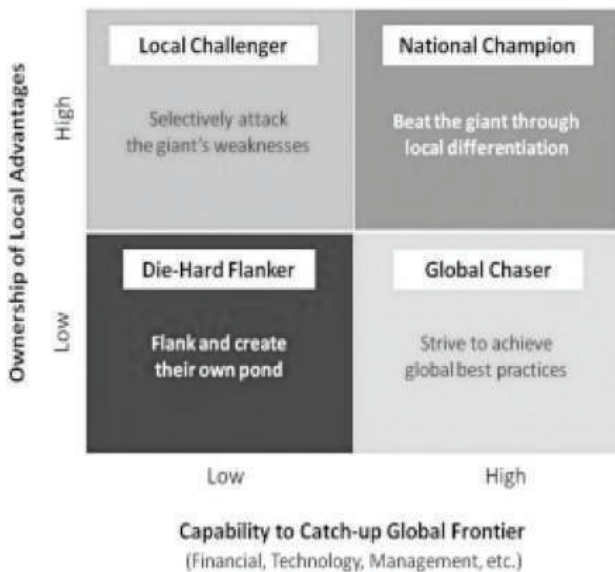 Ownership of Local Advantages
High
Low
Local Challenger
Selectively attack
the giant's weaknesses
National Champion
Beat the giant through
local differentiation
Die-Hard Flanker
Flank and create
their own pond
Global Chaser
Strive to achieve
global best practices
Low
High
Capability to Catch-up Global Frontier
(Financial, Technology, Management, etc.)